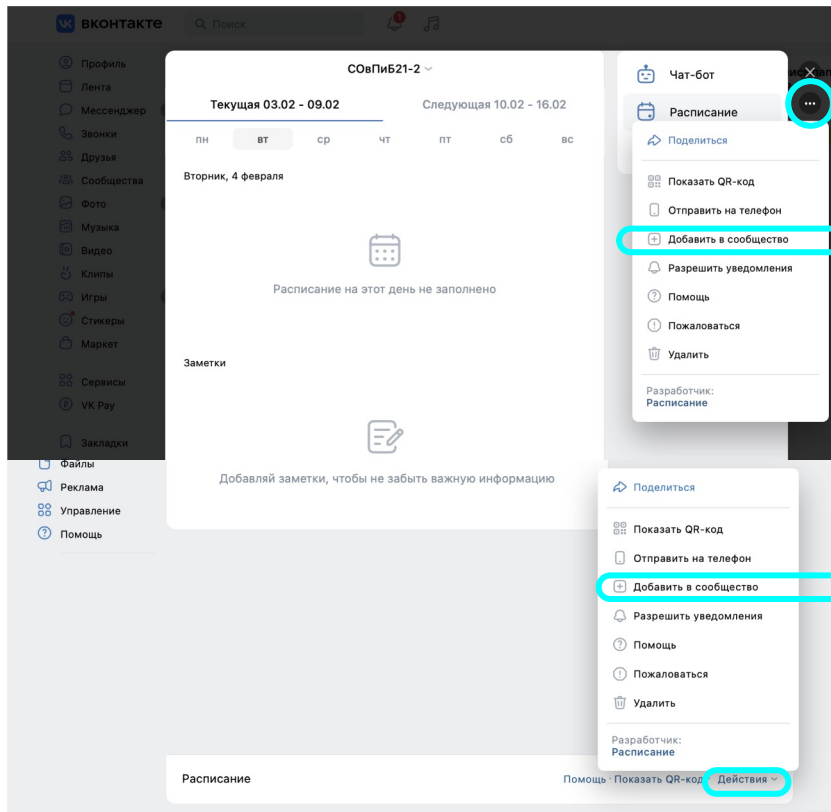 вконтакте
Поиск
1
Профиль
Лента
Мессенджер
Звонки
Друзья
Сообщества
Фото
Музыка
Видео
Клипы
Игры
Стикеры
Маркет
Сервисы
VK Pay
Закладки
Файлы
Реклама
Управление
Помощь
СОвПиБ21-2
Текущая 03.02 - 09.02
Следующая 10.02 - 16.02
пн вт ср чт пт сб вс
Вторник, 4 февраля
Расписание на этот день не заполнено
Заметки
Добавляй заметки, чтобы не забыть важную информацию
Чат-бот
Расписание
Поделиться
Показать QR-код
Отправить на телефон
Добавить в сообщество
Разрешить уведомления
Помощь
Пожаловаться
Удалить
Разработчик:
Расписание
Поделиться
Показать QR-код
Отправить на телефон
Добавить в сообщество
Разрешить уведомления
Помощь
Пожаловаться
Удалить
Разработчик:
Расписание
Расписание
Помощь · Показать QR-код · Действия